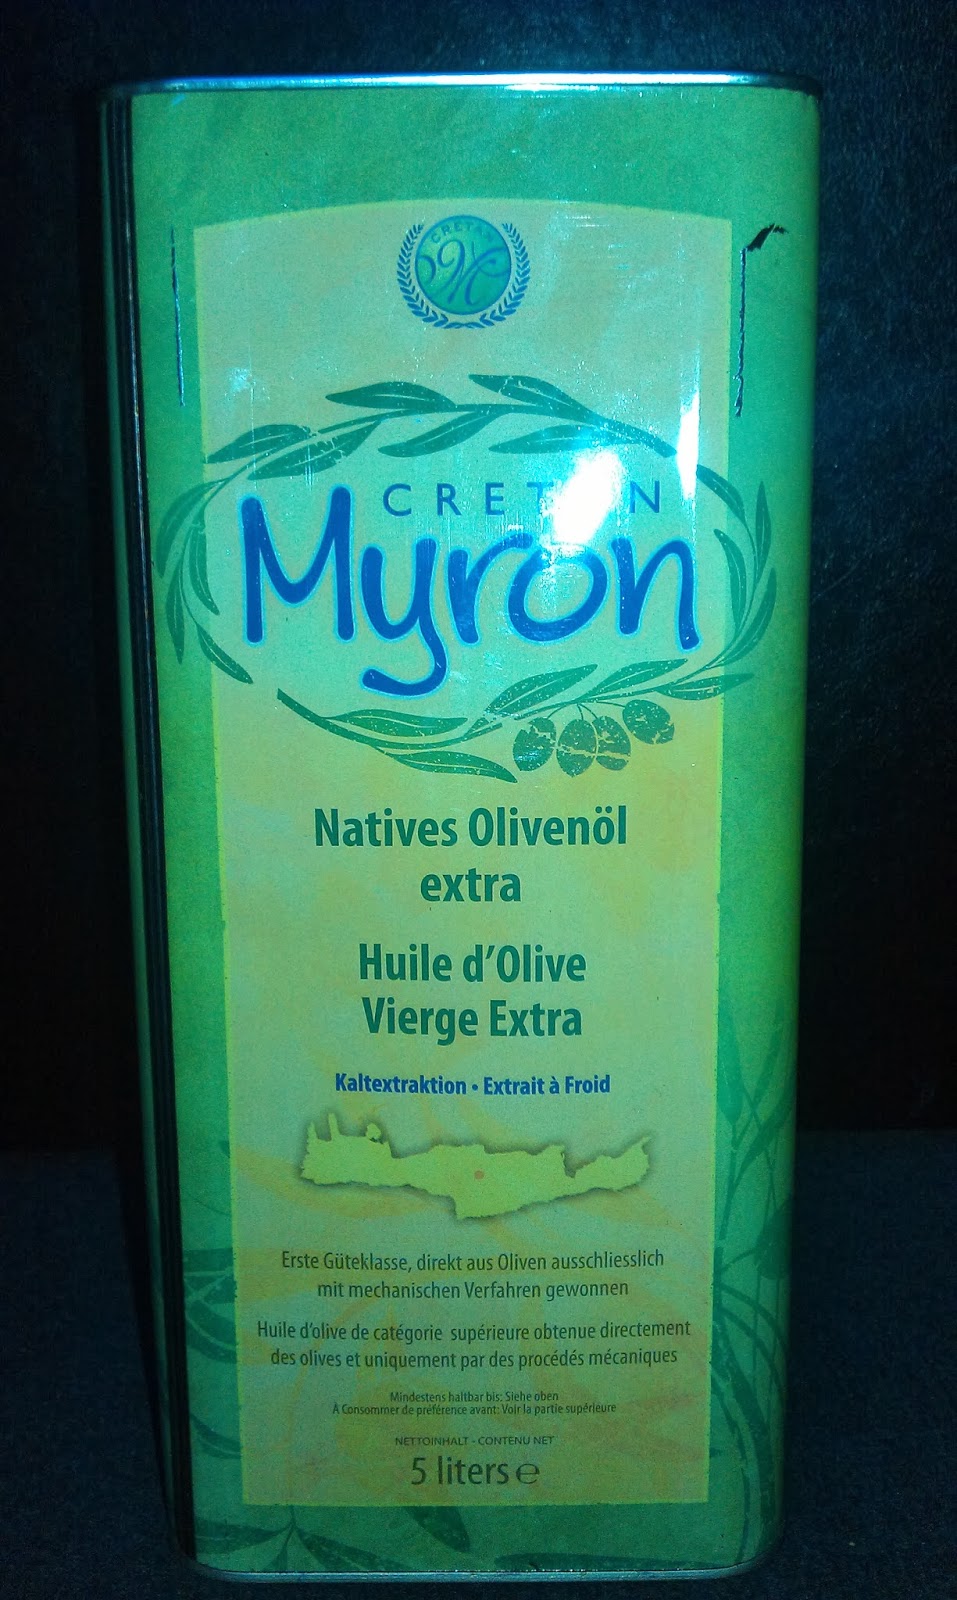 CRETAN
M
CRETAN
Myron
Natives Olivenöl
extra
Huile d'Olive
Vierge Extra
Kaltextraktion • Extrait à Froid
Erste Güteklasse, direkt aus Oliven ausschliesslich
mit mechanischen Verfahren gewonnen
Huile d'olive de catégorie supérieure obtenue directement
des olives et uniquement par des procédés mécaniques
Mindestens haltbar bis: Siehe oben
À Consommer de préférence avant: Voir la partie supérieure
NETTOINHALT - CONTENU NET
5 liters ℮